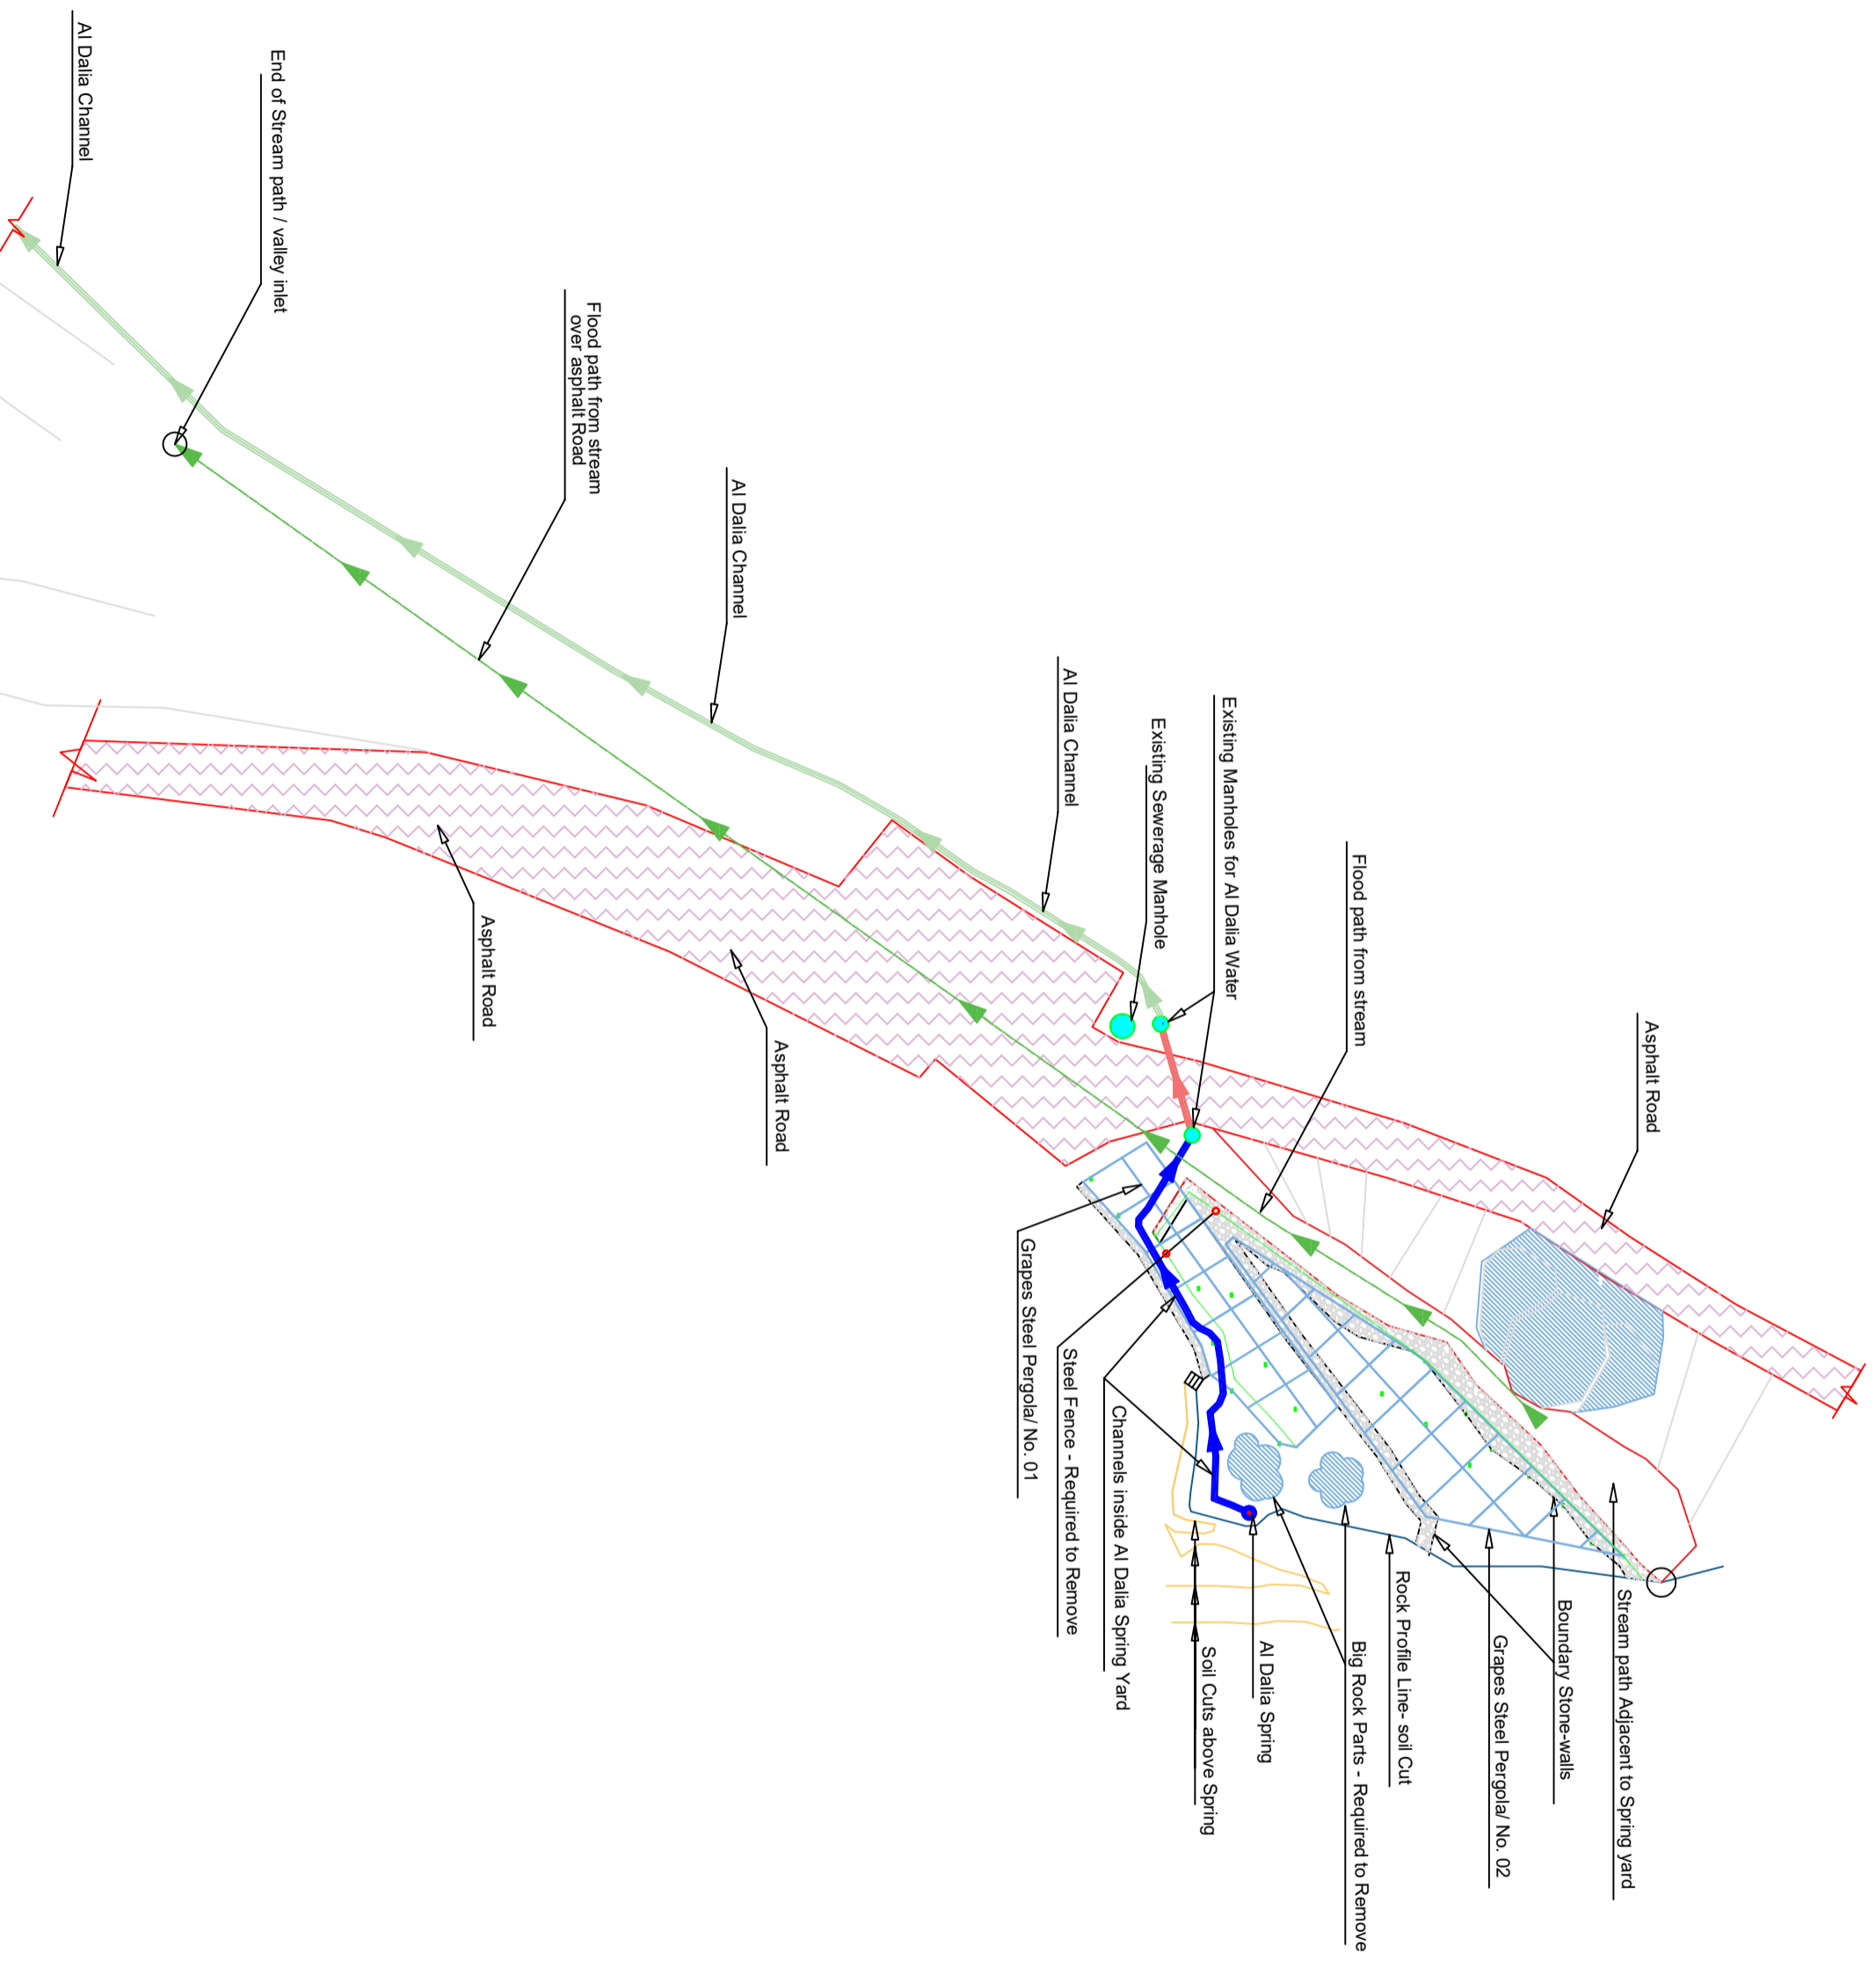 Al Dalia Channel
End of Stream path / valley inlet
Flood path from stream
over asphalt Road
Al Dalia Channel
Al Dalia Channel
Existing Sewerage Manhole
Existing Manholes for Al Dalia Water
Flood path from stream
Asphalt Road
Asphalt Road
Asphalt Road
Grapes Steel Pergola/ No. 01
Steel Fence - Required to Remove
Channels inside Al Dalia Spring Yard
Soil Cuts above Spring
Al Dalia Spring
Big Rock Parts - Required to Remove
Rock Profile Line- soil Cut
Grapes Steel Pergola/ No. 02
Boundary Stone-walls
Stream path Adjacent to Spring yard